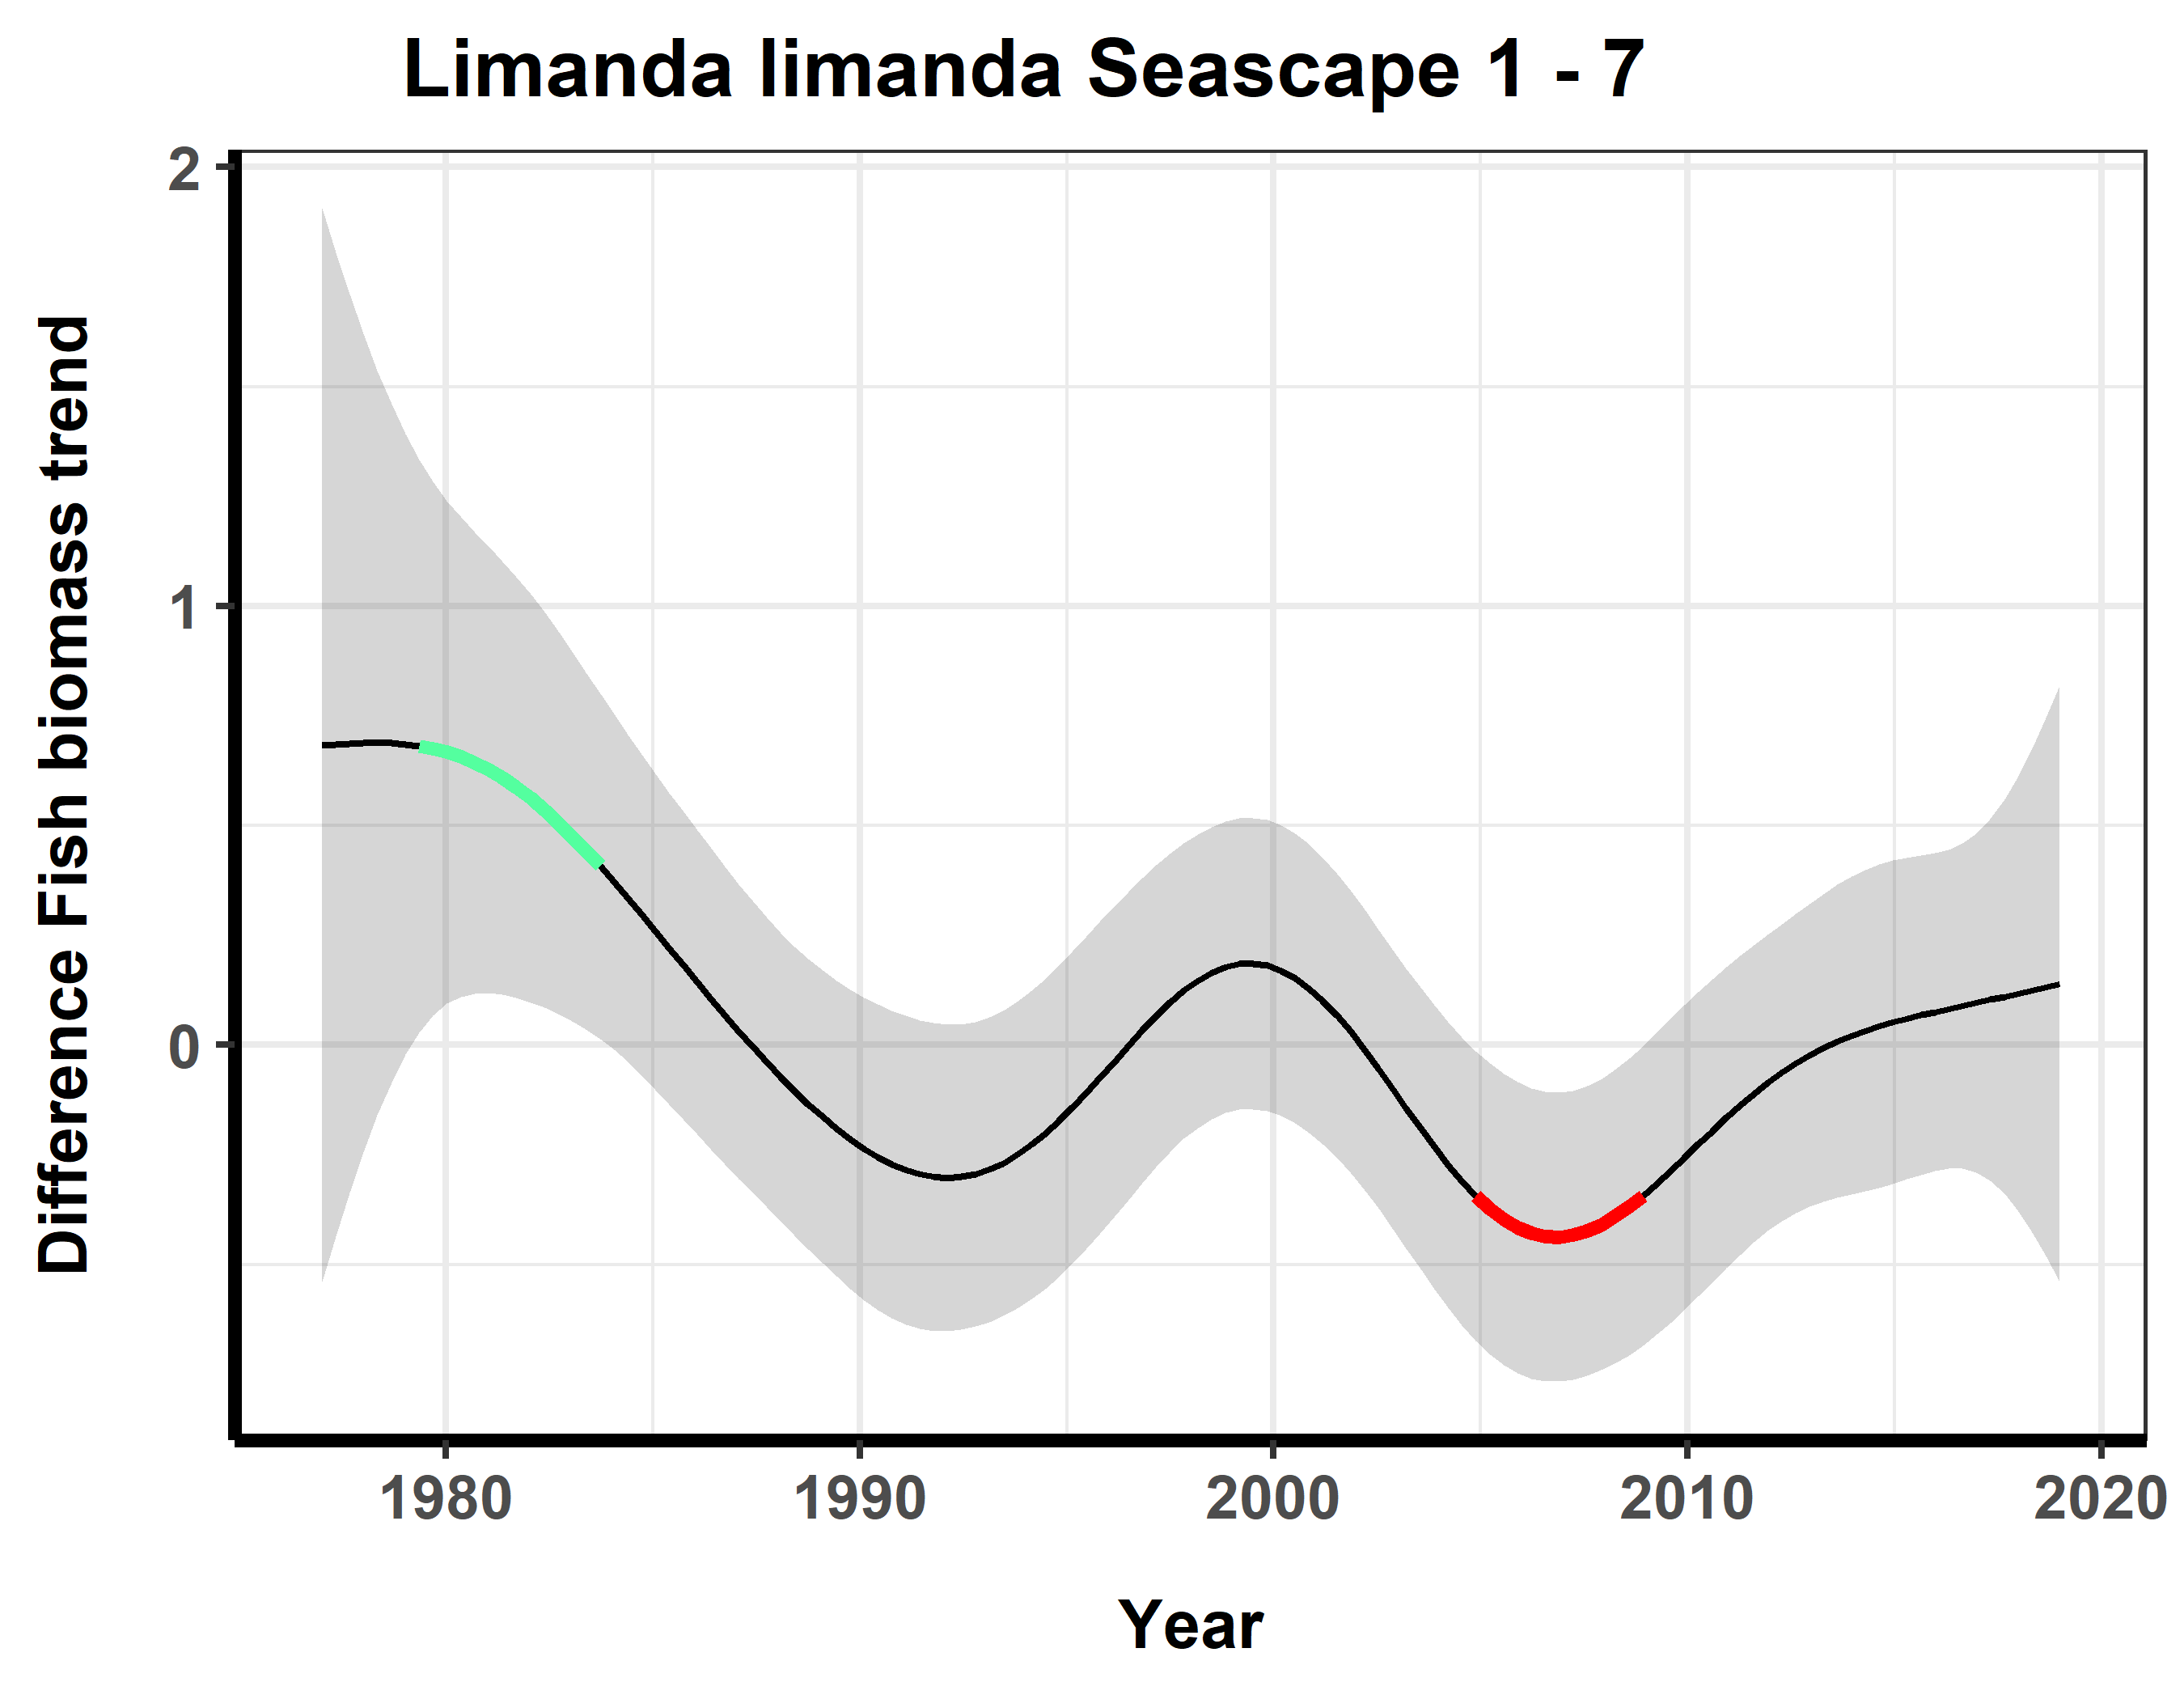 Limanda limanda Seascape 1 - 7
Difference Fish biomass trend
2
1
0
1980 1990 2000 2010 2020
Year